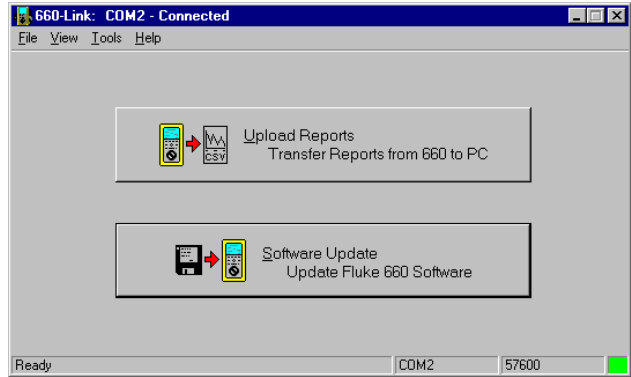 660-Link: COM2 - Connected
File View Tools Help
Upload Reports
Transfer Reports from 660 to PC
CSV
Software Update
Update Fluke 660 Software
Ready COM2 57600